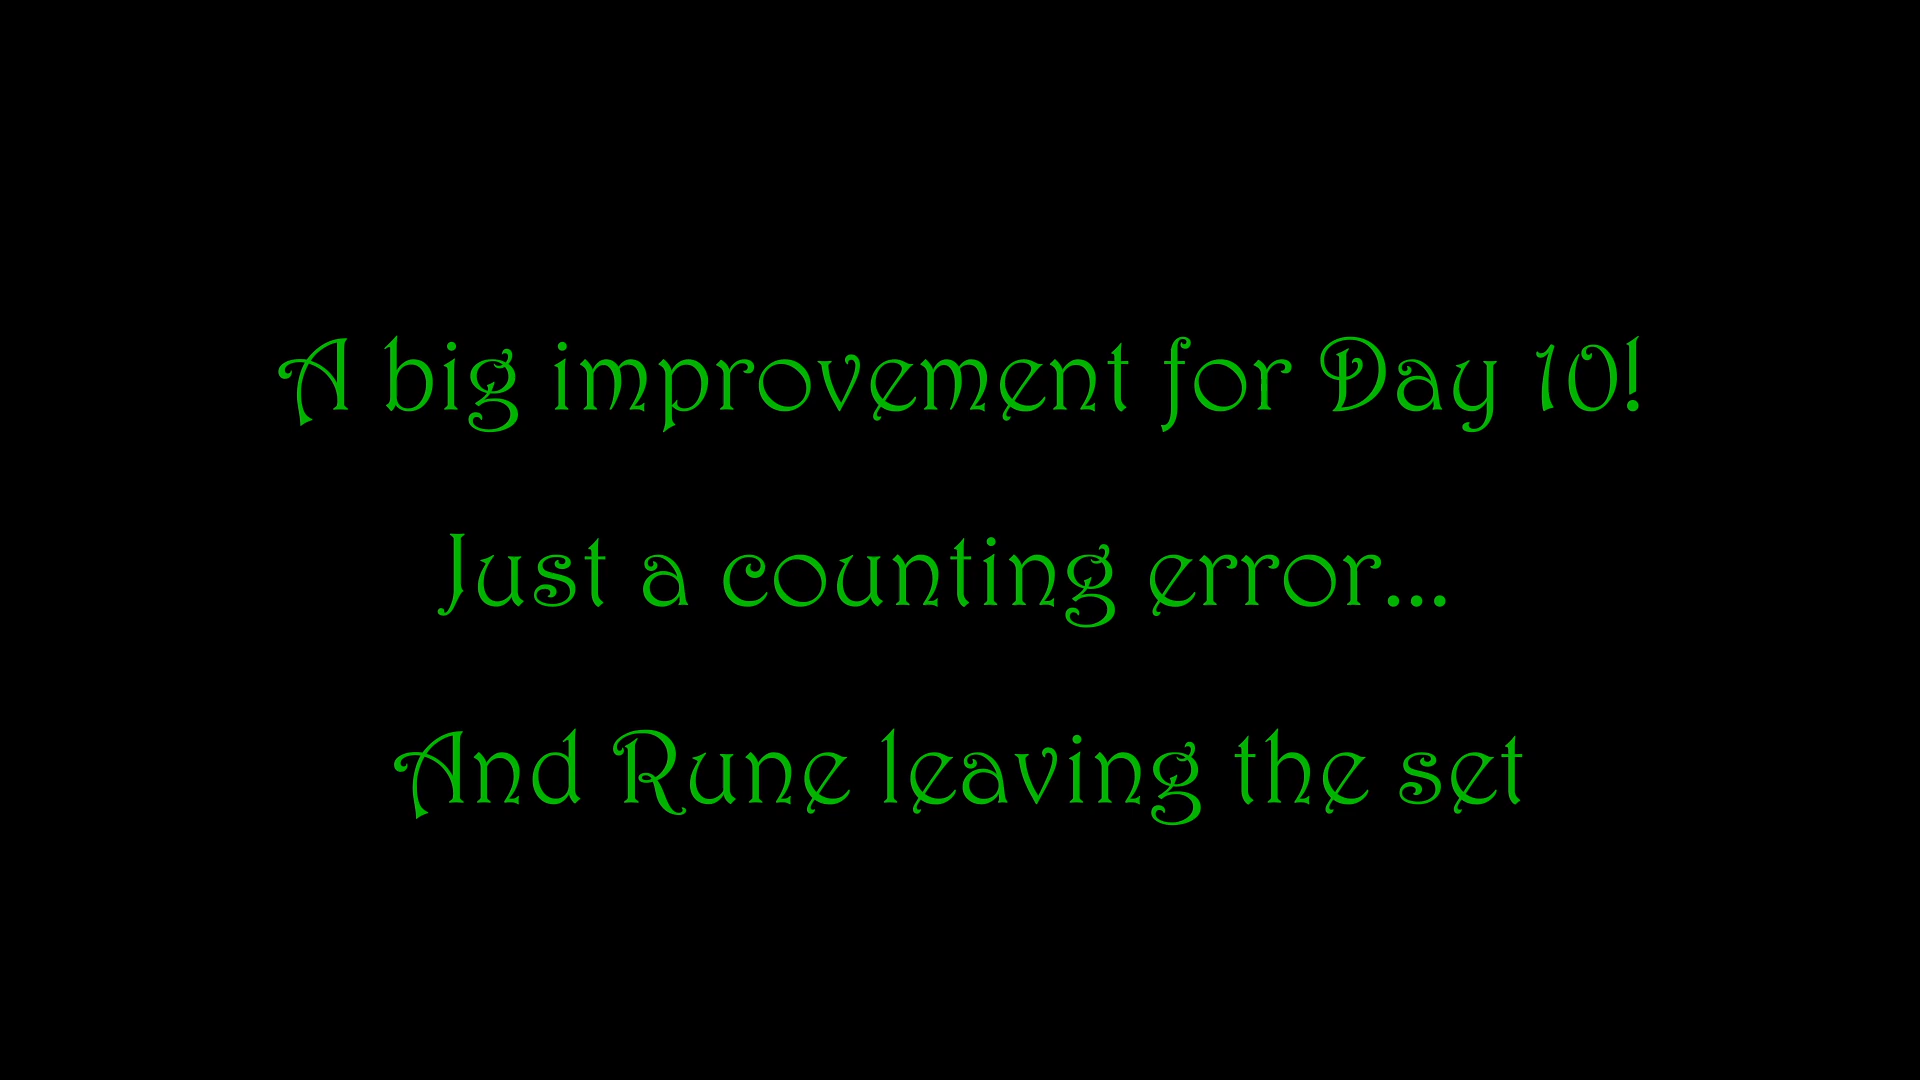 A big improvement for Day 10!
Just a counting error...
And Rune leaving the set